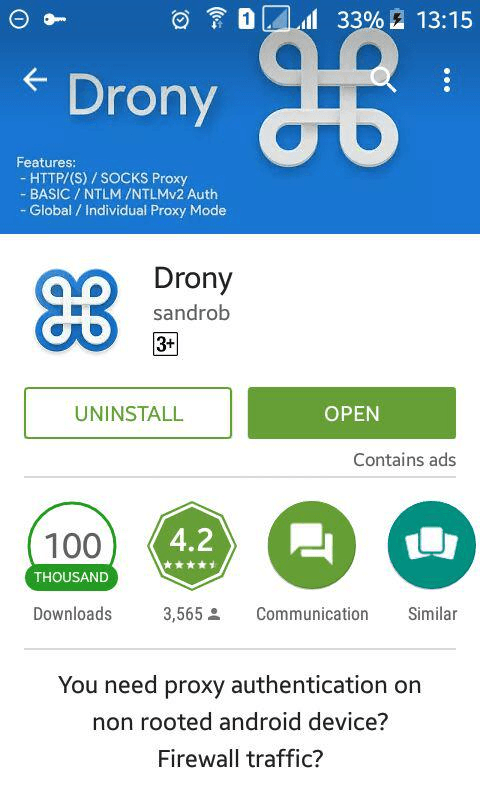 1 33% 13:15
Drony
Features:
- HTTP/(S) / SOCKS Proxy
- BASIC / NTLM /NTLMv2 Auth
- Global / Individual Proxy Mode
Drony
sandrob
3+
UNINSTALL OPEN
Contains ads
100 4.2
THOUSAND
Downloads 3,565 Communication Similar
You need proxy authentication on
non rooted android device?
Firewall traffic?